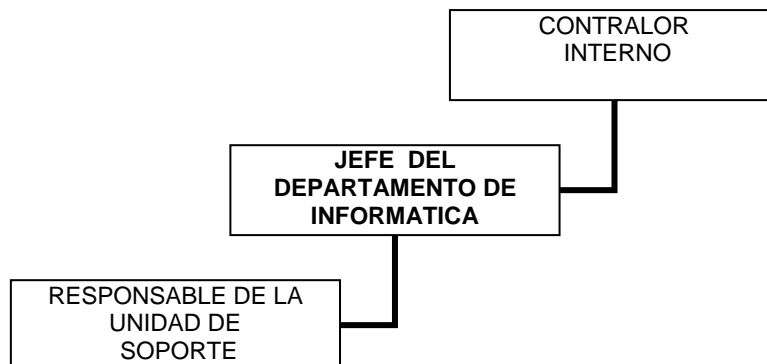 CONTRALOR
INTERNO
JEFE DEL
DEPARTAMENTO DE
INFORMATICA
RESPONSABLE DE LA
UNIDAD DE
SOPORTE